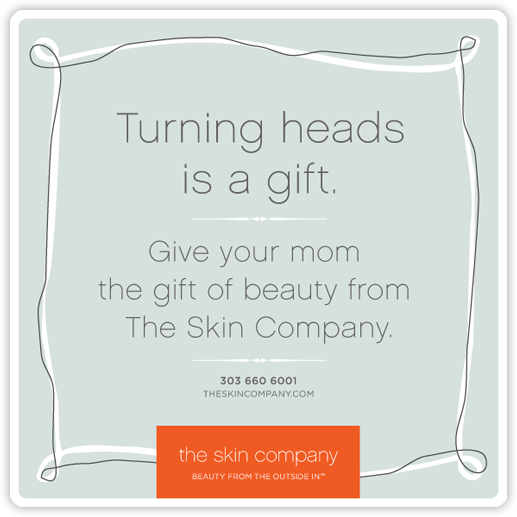 Turning heads
is a gift.
Give your mom
the gift of beauty from
The Skin Company.
303 660 6001
THESKINCOMPANY.COM
the skin company
BEAUTY FROM THE OUTSIDE IN™